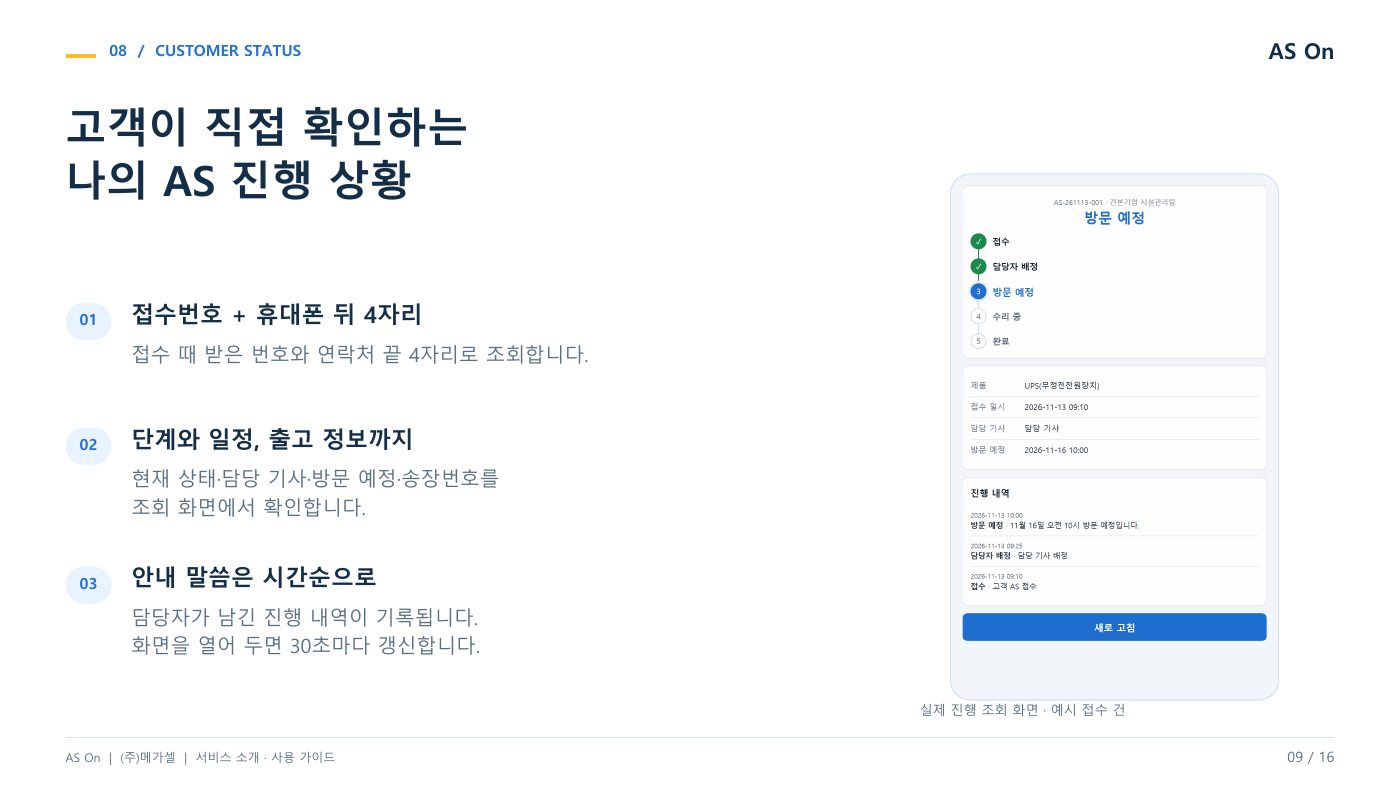 08 / CUSTOMER STATUS
AS On
고객이 직접 확인하는
나의 AS 진행 상황
01
접수번호 + 휴대폰 뒤 4자리
접수 때 받은 번호와 연락처 끝 4자리로 조회합니다.
02
단계와 일정, 출고 정보까지
현재 상태·담당 기사·방문 예정·송장번호를
조회 화면에서 확인합니다.
03
안내 말씀은 시간순으로
담당자가 남긴 진행 내역이 기록됩니다.
화면을 열어 두면 30초마다 갱신합니다.
AS-261113-001 · 견본기업 시설관리팀
방문 예정
✓ 접수
✓ 담당자 배정
3 방문 예정
4 수리 중
5 완료
제품 UPS(무정전전원장치)
접수 일시 2026-11-13 09:10
담당 기사 담당 기사
방문 예정 2026-11-16 10:00
진행 내역
2026-11-13 10:00
방문 예정 · 11월 16일 오전 10시 방문 예정입니다.
2026-11-13 09:25
담당자 배정 · 담당 기사 배정
2026-11-13 09:10
접수 · 고객 AS 접수
새로 고침
실제 진행 조회 화면 · 예시 접수 건
AS On | (주)메가셀 | 서비스 소개 · 사용 가이드
09 / 16